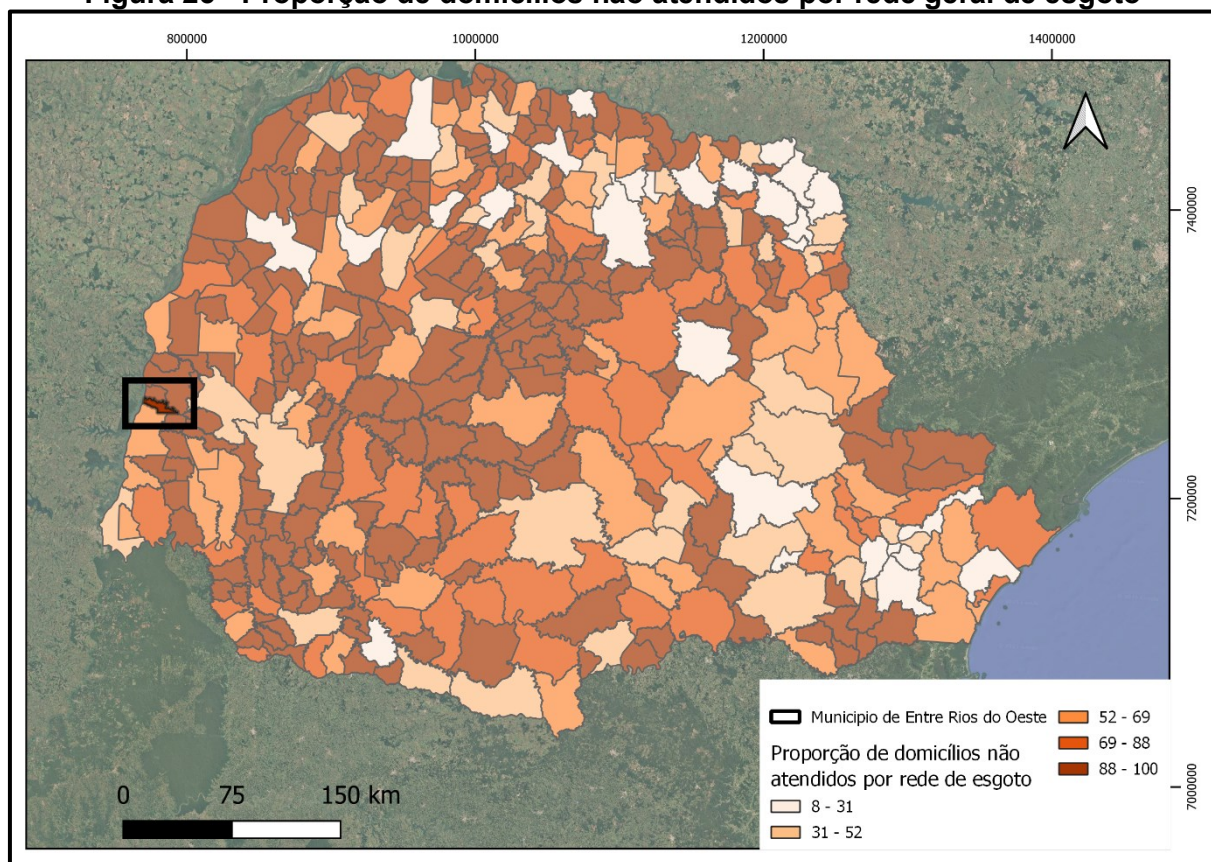 Figura 20 - Proporção de domicílios não atendidos por rede geral de esgoto
800000
1000000
1200000
1400000
7400000
7200000
7000000
Municipio de Entre Rios do Oeste
Proporção de domicílios não
atendidos por rede de esgoto
8 - 31
31 - 52
52 - 69
69 - 88
88 - 100
0 75 150 km